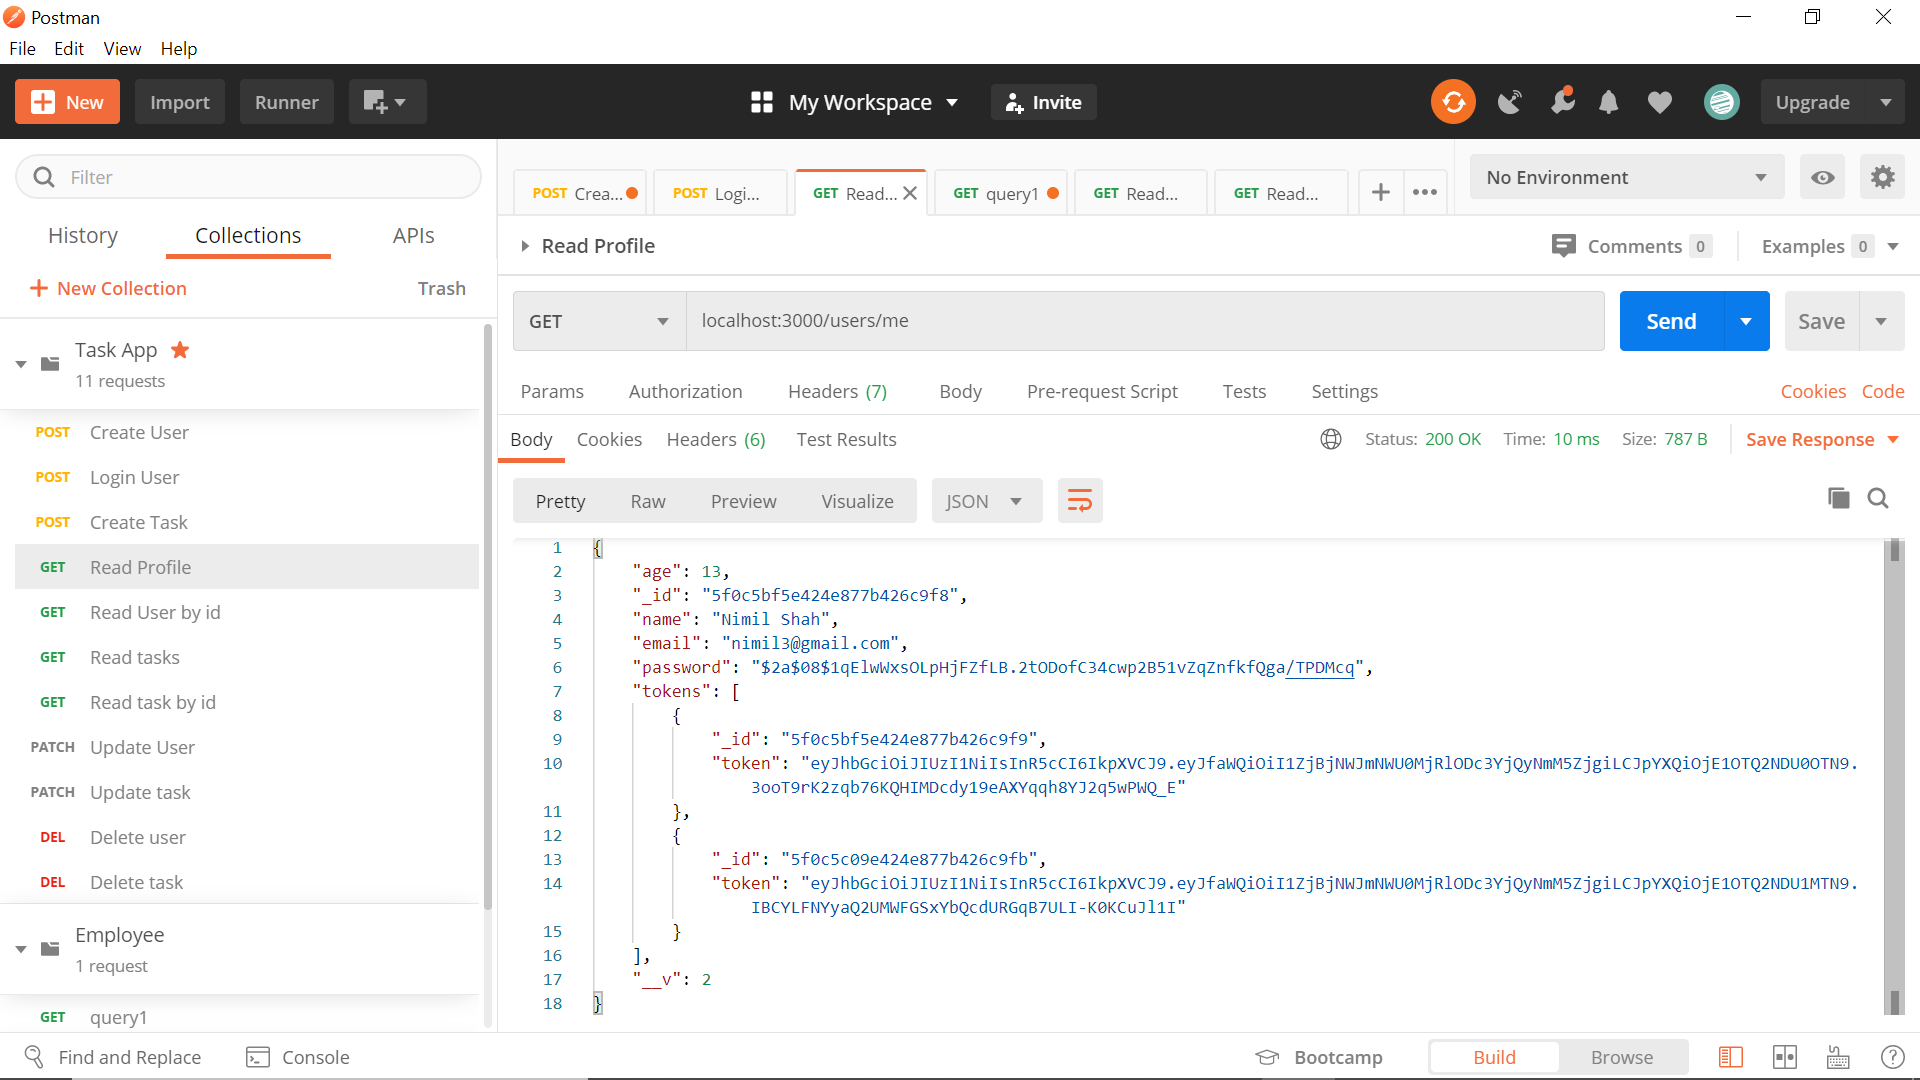 Postman
File Edit View Help
New Import Runner My Workspace Invite Upgrade
Filter
History Collections APIs
New Collection Trash
Task App
11 requests
POST Create User
POST Login User
POST Create Task
GET Read Profile
GET Read User by id
GET Read tasks
GET Read task by id
PATCH Update User
PATCH Update task
DEL Delete user
DEL Delete task
Employee
1 request
GET query1
POST Crea... POST Logi... GET Read... GET query1 GET Read... GET Read...
No Environment
Read Profile Comments 0 Examples 0
GET localhost:3000/users/me Send Save
Params Authorization Headers (7) Body Pre-request Script Tests Settings Cookies Code
Body Cookies Headers (6) Test Results Status: 200 OK Time: 10 ms Size: 787 B Save Response
Pretty Raw Preview Visualize JSON
1 {
2 "age": 13,
3 "_id": "5f0c5bf5e424e877b426c9f8",
4 "name": "Nimil Shah",
5 "email": "nimil3@gmail.com",
6 "password": "$2a$08$1qElwWxsOLpHjFZfLB.2tODofC34cwp2B51vZqZnfkfQga/TPDMcq",
7 "tokens": [
8 {
9 "_id": "5f0c5bf5e424e877b426c9f9",
10 "token": "eyJhbGciOiJIUzI1NiIsInR5cCI6IkpXVCJ9.eyJfaWQiOiI1ZjBjNWJmNWU0MjRlODc3YjQyNmM5ZjgiLCJpYXQiOjE1OTQ2NDU0OTN9.
3ooT9rK2zqb76KQHIMDcdy19eAXYqqh8YJ2q5wPWQ_E"
11 },
12 {
13 "_id": "5f0c5c09e424e877b426c9fb",
14 "token": "eyJhbGciOiJIUzI1NiIsInR5cCI6IkpXVCJ9.eyJfaWQiOiI1ZjBjNWJmNWU0MjRlODc3YjQyNmM5ZjgiLCJpYXQiOjE1OTQ2NDU1MTN9.
IBCYLFNYyaQ2UMWFGSxYbQcdURGqB7ULI-K0KCuJl1I"
15 }
16 ],
17 "__v": 2
18 }
Find and Replace Console Bootcamp Build Browse